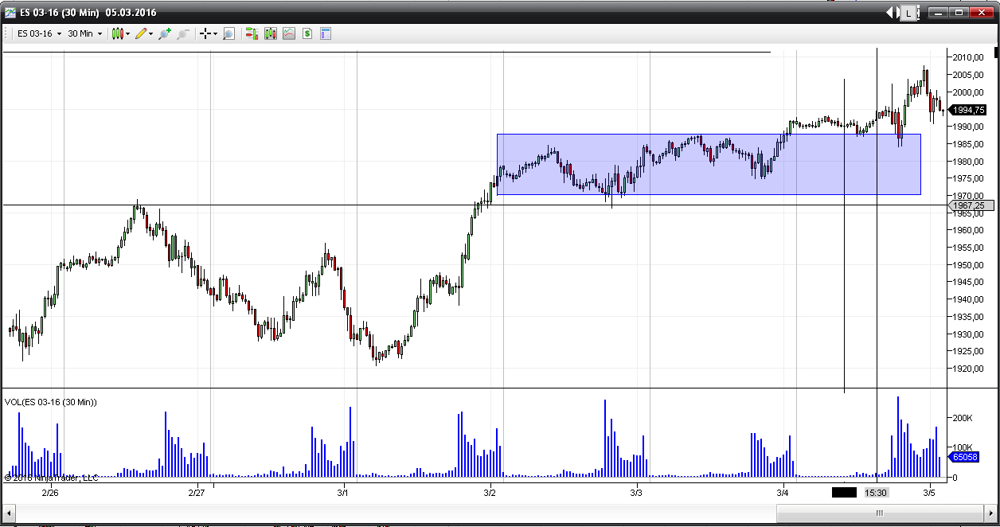 ES 03-16 (30 Min) 05.03.2016
L
ES 03-16 30 Min
$
2010,00
2005,00
2000,00
1994,75
1990,00
1985,00
1980,00
1975,00
1970,00
1967,25
1965,00
1960,00
1955,00
1950,00
1945,00
1940,00
1935,00
1930,00
1925,00
1920,00
VOL(ES 03-16 (30 Min))
200K
100K
65058
0
© 2016 NinjaTrader, LLC
2/26 2/27 3/1 3/2 3/3 3/4 15:30 3/5